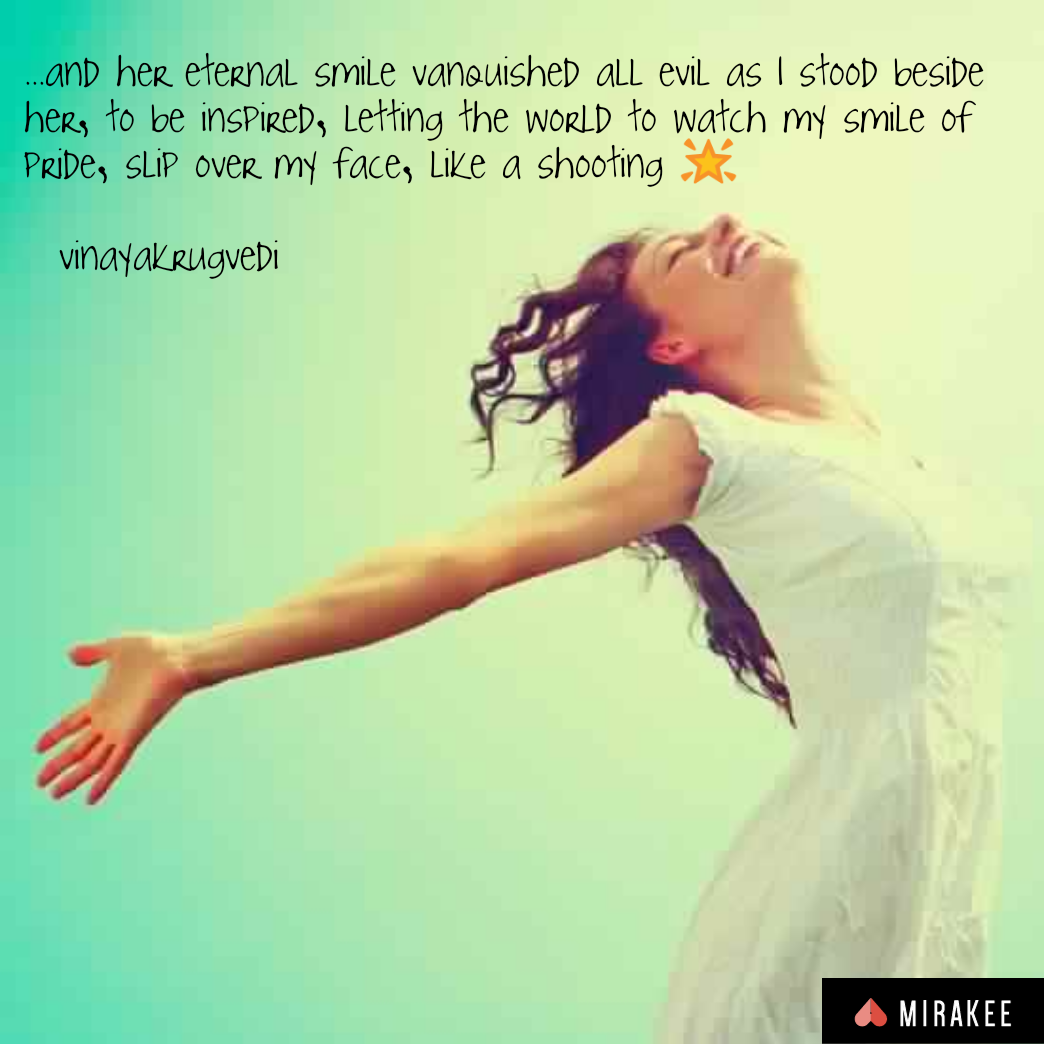 ...and her eternal smile vanquished all evil as I stood beside
her, to be inspired, letting the world to watch my smile of
pride, slip over my face, like a shooting 🌟
vinayakrugvedi
MIRAKEE